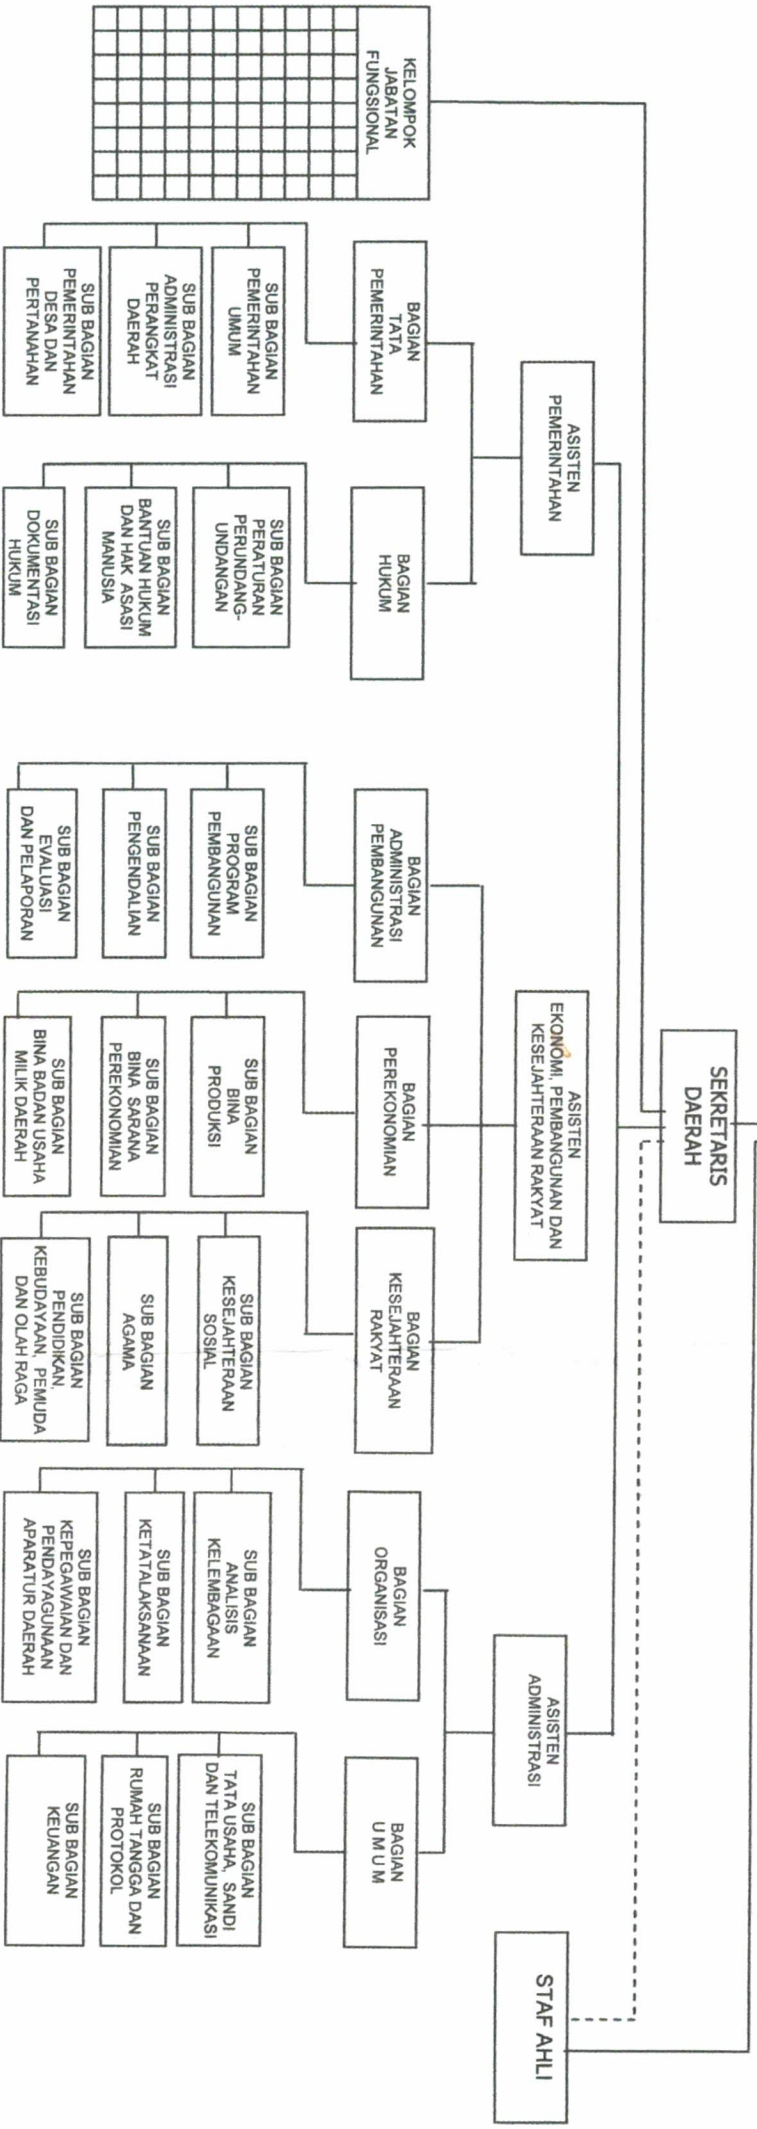 SEKRETARIS
DAERAH
STAF AHLI
KELOMPOK
JABATAN
FUNGSIONAL
ASISTEN
PEMERINTAHAN
ASISTEN
EKONOMI, PEMBANGUNAN DAN
KESEJAHTERAAN RAKYAT
ASISTEN
ADMINISTRASI
BAGIAN
TATA
PEMERINTAHAN
BAGIAN
HUKUM
BAGIAN
ADMINISTRASI
PEMBANGUNAN
BAGIAN
PEREKONOMIAN
BAGIAN
KESEJAHTERAAN
RAKYAT
BAGIAN
ORGANISASI
BAGIAN
U M U M
SUB BAGIAN
PEMERINTAHAN
UMUM
SUB BAGIAN
ADMINISTRASI
PERANGKAT
DAERAH
SUB BAGIAN
PEMERINTAHAN
DESA DAN
PERTANAHAN
SUB BAGIAN
PERATURAN
PERUNDANG-
UNDANGAN
SUB BAGIAN
BANTUAN HUKUM
DAN HAK ASASI
MANUSIA
SUB BAGIAN
DOKUMENTASI
HUKUM
SUB BAGIAN
PROGRAM
PEMBANGUNAN
SUB BAGIAN
PENGENDALIAN
SUB BAGIAN
EVALUASI
DAN PELAPORAN
SUB BAGIAN
BINA
PRODUKSI
SUB BAGIAN
BINA SARANA
PEREKONOMIAN
SUB BAGIAN
BINA BADAN USAHA
MILIK DAERAH
SUB BAGIAN
KESEJAHTERAAN
SOSIAL
SUB BAGIAN
AGAMA
SUB BAGIAN
PENDIDIKAN,
KEBUDAYAAN, PEMUDA
DAN OLAH RAGA
SUB BAGIAN
ANALISIS
KELEMBAGAAN
SUB BAGIAN
KETATALAKSANAAN
SUB BAGIAN
KEPEGAWAIAN DAN
PENDAYAGUNAAN
APARATUR DAERAH
SUB BAGIAN
TATA USAHA, SANDI
DAN TELEKOMUNIKASI
SUB BAGIAN
RUMAH TANGGA DAN
PROTOKOL
SUB BAGIAN
KEUANGAN